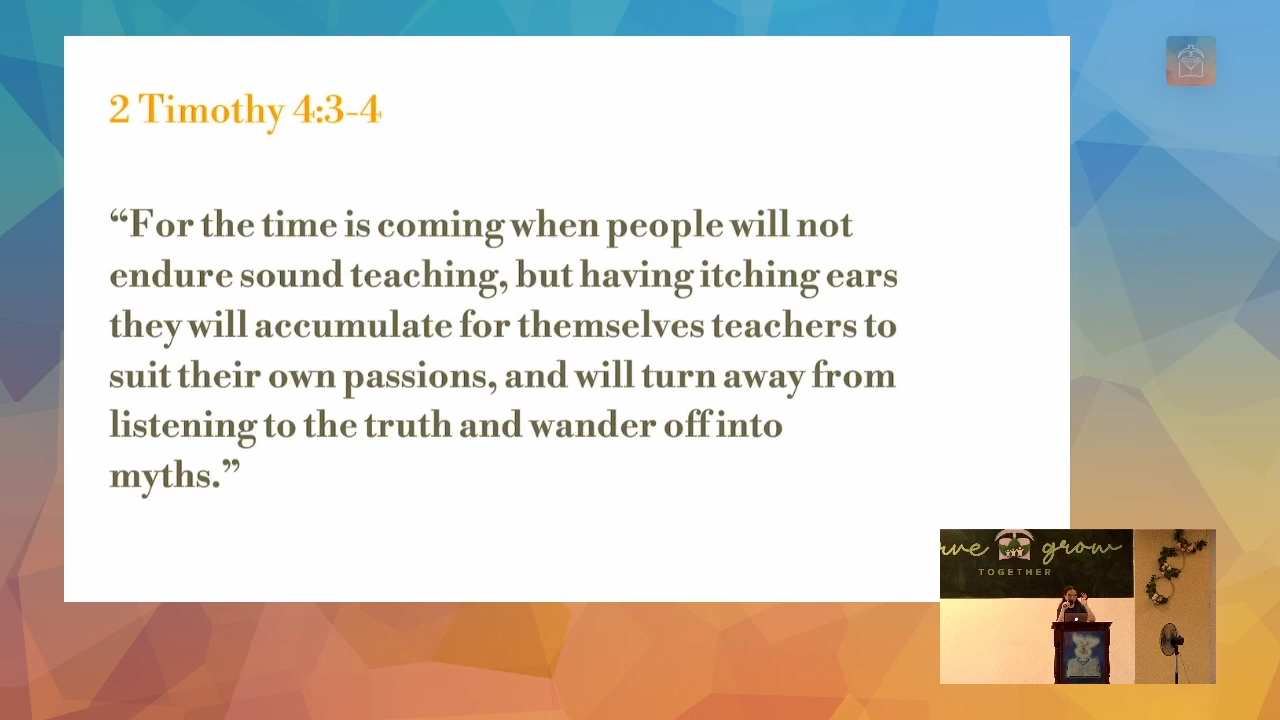 2 Timothy 4:3-4
“For the time is coming when people will not
endure sound teaching, but having itching ears
they will accumulate for themselves teachers to
suit their own passions, and will turn away from
listening to the truth and wander off into
myths.”
grow
TOGETHER